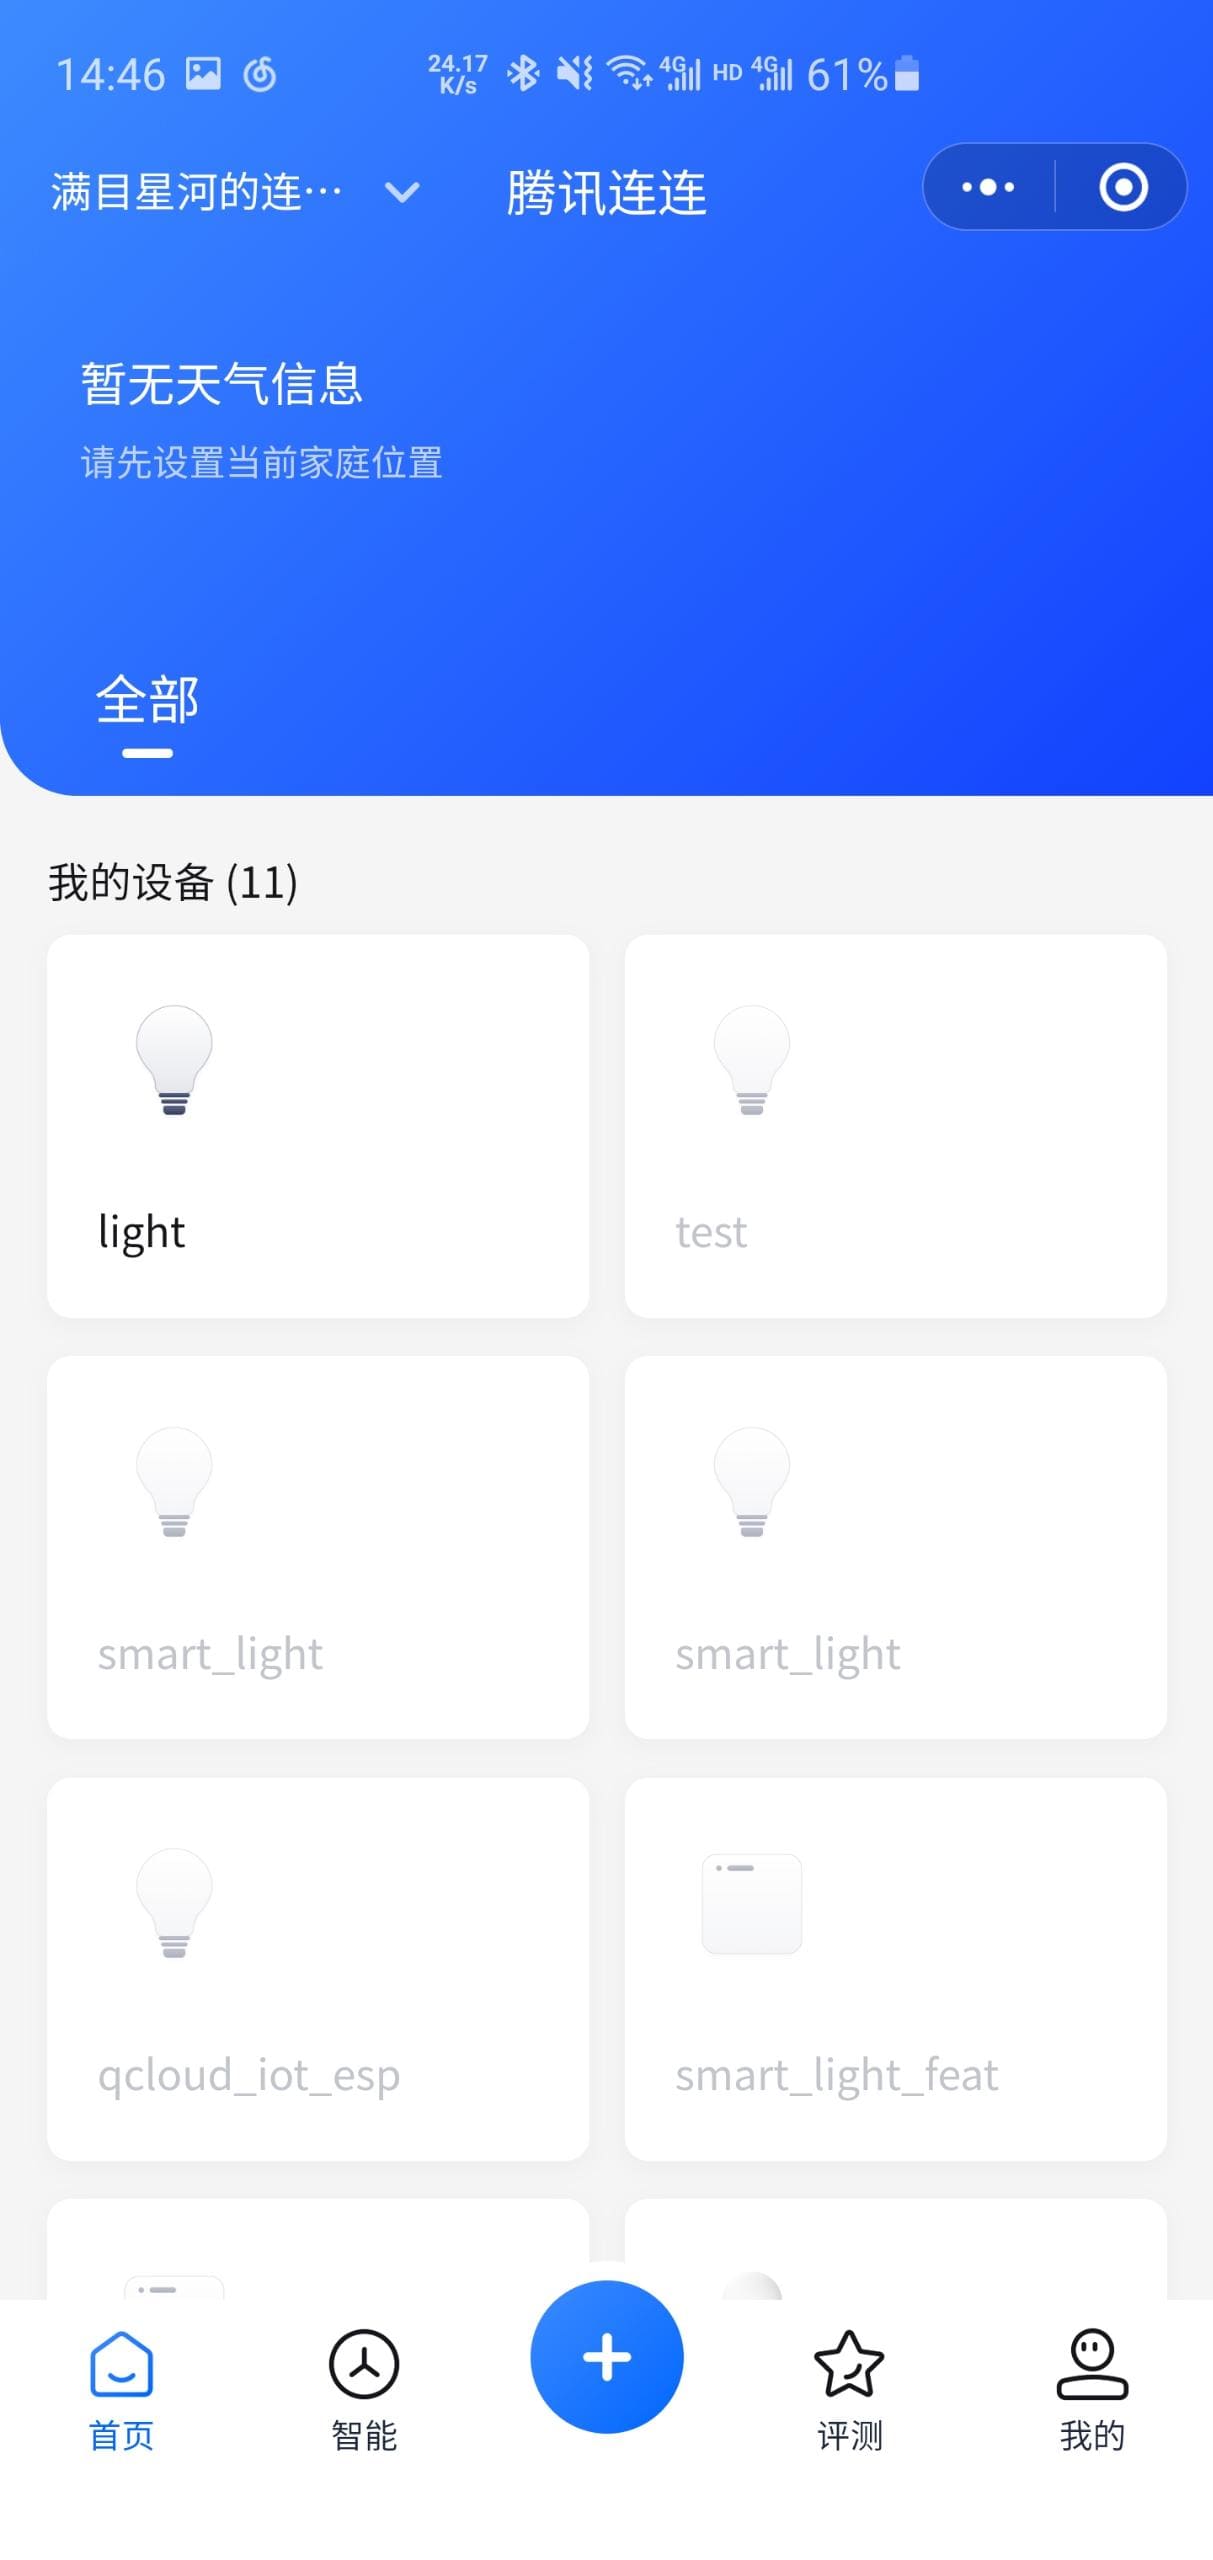 14:46 24.17 K/s 4G HD 4G 61%
满目星河的连… 腾讯连连
暂无天气信息
请先设置当前家庭位置
全部
我的设备 (11)
light test
smart_light smart_light
qcloud_iot_esp smart_light_feat
首页 智能 评测 我的